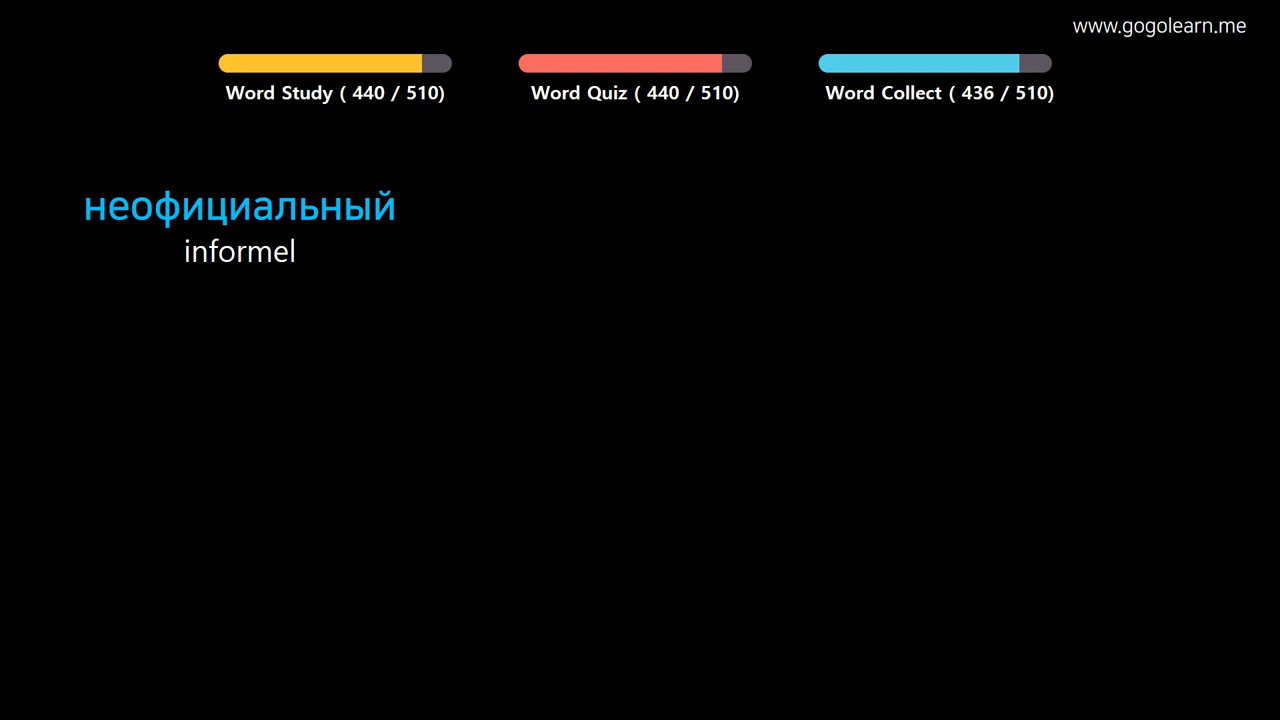 www.gogolearn.me
Word Study ( 440 / 510)
Word Quiz ( 440 / 510)
Word Collect ( 436 / 510)
неофициальный
informel